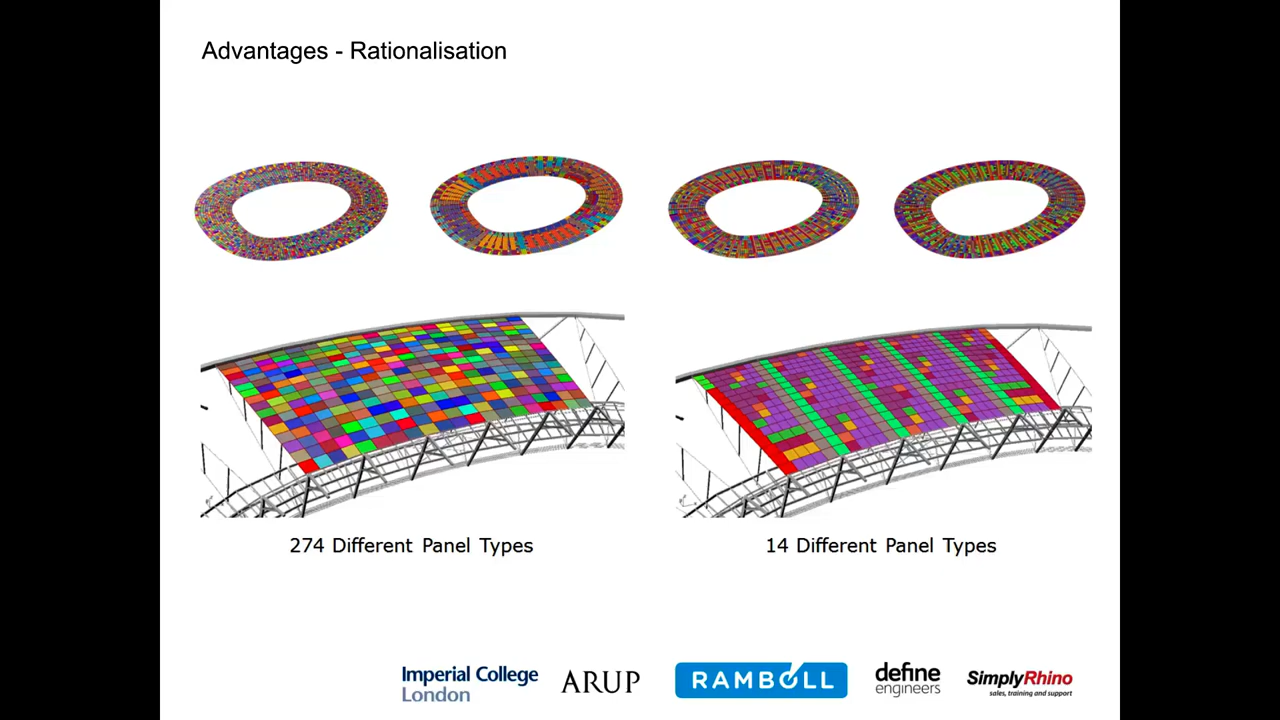 Advantages - Rationalisation
274 Different Panel Types
14 Different Panel Types
Imperial College
London
ARUP
RAMBOLL
define
engineers
SimplyRhino
sales, training and support